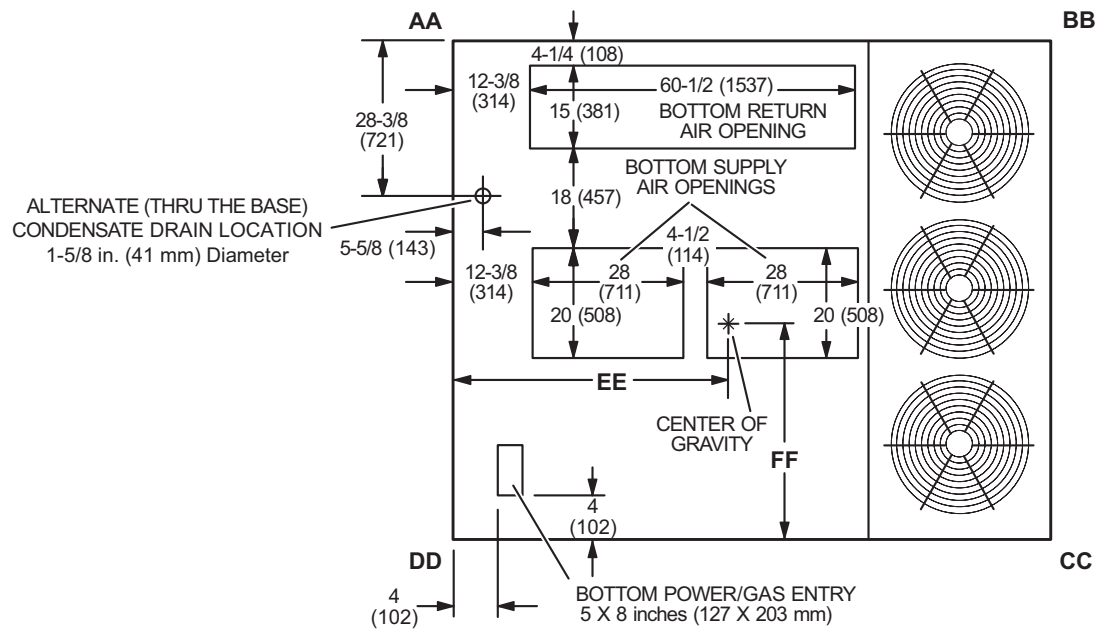 AA
BB
4-1/4 (108)
12-3/8
(314)
60-1/2 (1537)
15 (381)
BOTTOM RETURN
AIR OPENING
28-3/8
(721)
BOTTOM SUPPLY
AIR OPENINGS
18 (457)
ALTERNATE (THRU THE BASE)
CONDENSATE DRAIN LOCATION
1-5/8 in. (41 mm) Diameter
5-5/8 (143)
4-1/2
(114)
12-3/8
(314)
28
(711)
28
(711)
20 (508)
20 (508)
EE
CENTER OF
GRAVITY
FF
4
(102)
DD
CC
BOTTOM POWER/GAS ENTRY
5 X 8 inches (127 X 203 mm)
4
(102)